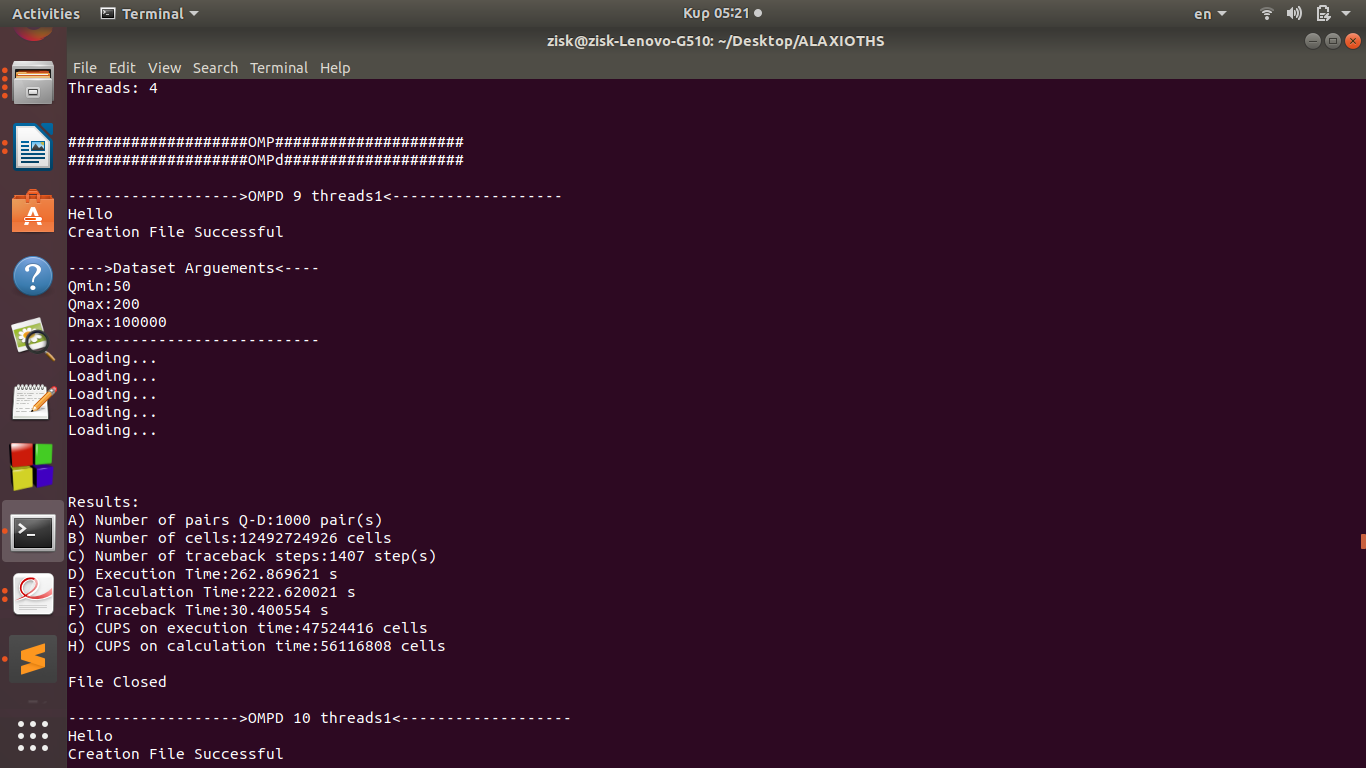 Activities Terminal Κυρ 05:21 en
zisk@zisk-Lenovo-G510: ~/Desktop/ALAXIOTHS
File Edit View Search Terminal Help
Threads: 4
####################OMP#####################
####################OMPd####################
------------------->OMPD 9 threads1<-------------------
Hello
Creation File Successful
---->Dataset Arguements<----
Qmin:50
Qmax:200
Dmax:100000
----------------------------
Loading...
Loading...
Loading...
Loading...
Loading...
Results:
A) Number of pairs Q-D:1000 pair(s)
B) Number of cells:12492724926 cells
C) Number of traceback steps:1407 step(s)
D) Execution Time:262.869621 s
E) Calculation Time:222.620021 s
F) Traceback Time:30.400554 s
G) CUPS on execution time:47524416 cells
H) CUPS on calculation time:56116808 cells
File Closed
------------------->OMPD 10 threads1<-------------------
Hello
Creation File Successful